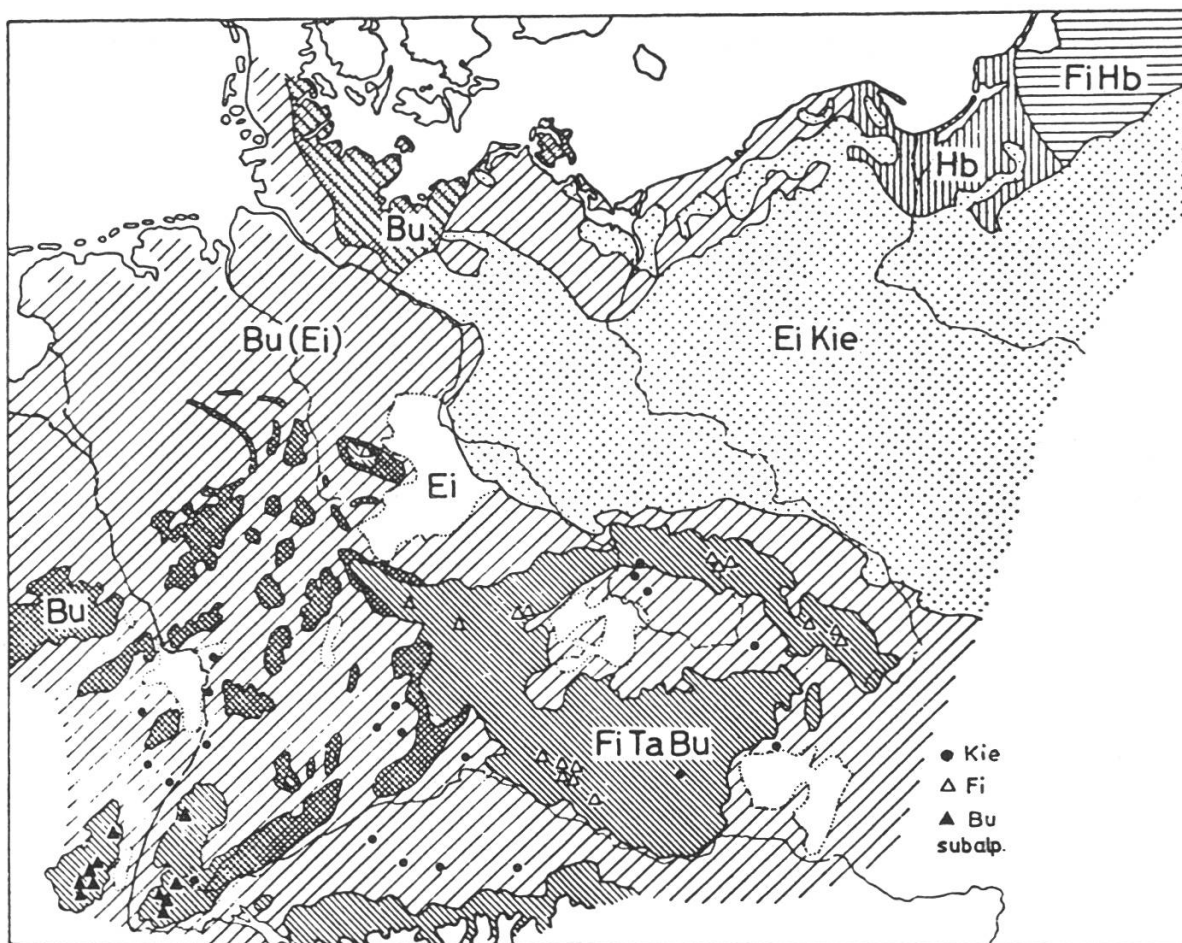 Fi Hb
Hb
Bu
Bu (Ei)
Ei Kie
Ei
Bu
Fi Ta Bu
Kie
Fi
Bu
subalp.